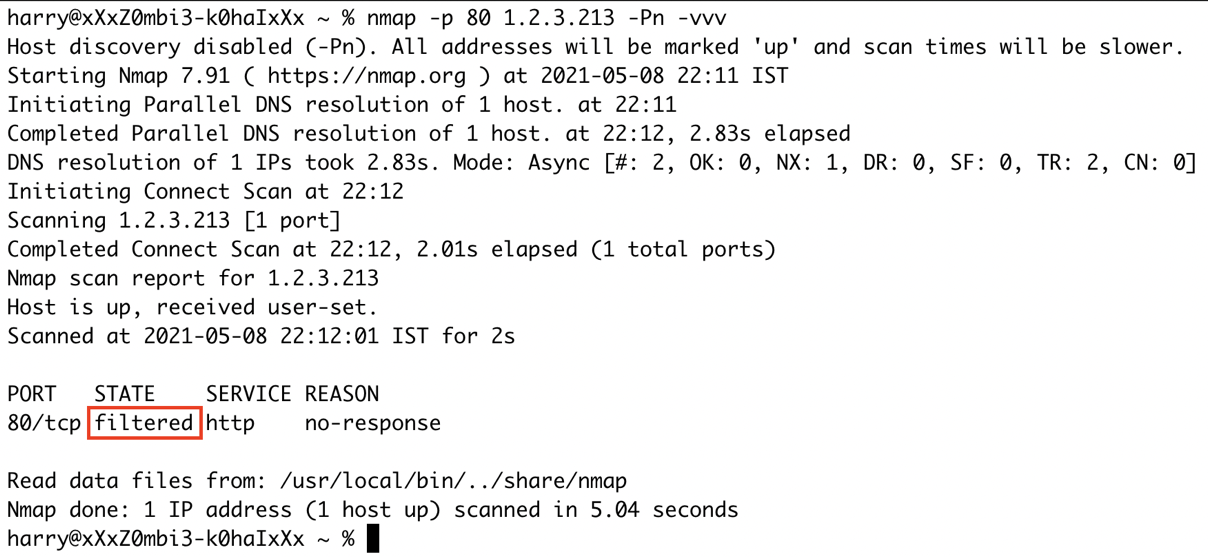 harry@xXxZ0mbi3-k0haIxXx ~ % nmap -p 80 1.2.3.213 -Pn -vvv
Host discovery disabled (-Pn). All addresses will be marked 'up' and scan times will be slower.
Starting Nmap 7.91 ( https://nmap.org ) at 2021-05-08 22:11 IST
Initiating Parallel DNS resolution of 1 host. at 22:11
Completed Parallel DNS resolution of 1 host. at 22:12, 2.83s elapsed
DNS resolution of 1 IPs took 2.83s. Mode: Async [#: 2, OK: 0, NX: 1, DR: 0, SF: 0, TR: 2, CN: 0]
Initiating Connect Scan at 22:12
Scanning 1.2.3.213 [1 port]
Completed Connect Scan at 22:12, 2.01s elapsed (1 total ports)
Nmap scan report for 1.2.3.213
Host is up, received user-set.
Scanned at 2021-05-08 22:12:01 IST for 2s
PORT   STATE    SERVICE REASON
80/tcp filtered http    no-response
Read data files from: /usr/local/bin/../share/nmap
Nmap done: 1 IP address (1 host up) scanned in 5.04 seconds
harry@xXxZ0mbi3-k0haIxXx ~ %